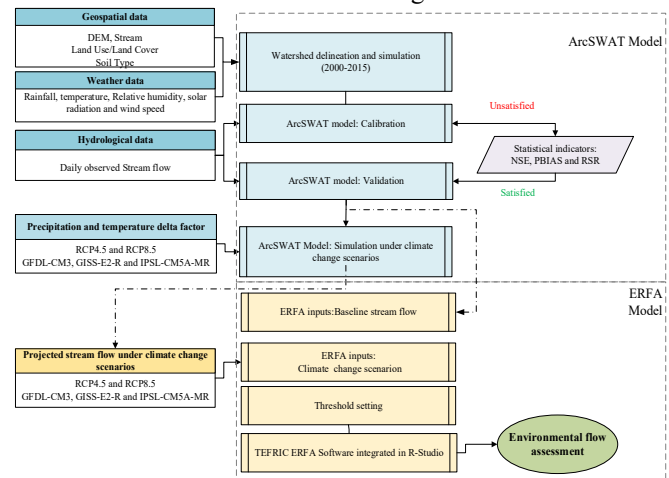 Geospatial data
DEM, Stream
Land Use/Land Cover
Soil Type
Weather data
Rainfall, temperature, Relative humidity, solar
radiation and wind speed
Hydrological data
Daily observed Stream flow
Precipitation and temperature delta factor
RCP4.5 and RCP8.5
GFDL-CM3, GISS-E2-R and IPSL-CM5A-MR
Projected stream flow under climate change
scenarios
RCP4.5 and RCP8.5
GFDL-CM3, GISS-E2-R and IPSL-CM5A-MR
ArcSWAT Model
Watershed delineation and simulation
(2000-2015)
ArcSWAT model: Calibration
Unsatisfied
Statistical indicators:
NSE, PBIAS and RSR
ArcSWAT model: Validation
Satisfied
ArcSWAT Model: Simulation under climate
change scenarios
ERFA
Model
ERFA inputs:Baseline stream flow
ERFA inputs:
Climate change scenarion
Threshold setting
TEFRIC ERFA Software integrated in R-Studio
Environmental flow
assessment